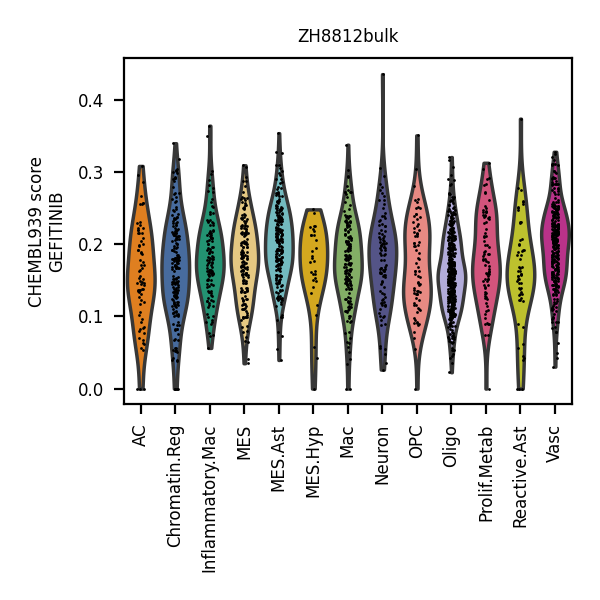 ZH8812bulk
CHEMBL939 score
GEFITINIB
0.4
0.3
0.2
0.1
0.0
AC
Chromatin.Reg
Inflammatory.Mac
MES
MES.Ast
MES.Hyp
Mac
Neuron
OPC
Oligo
Prolif.Metab
Reactive.Ast
Vasc